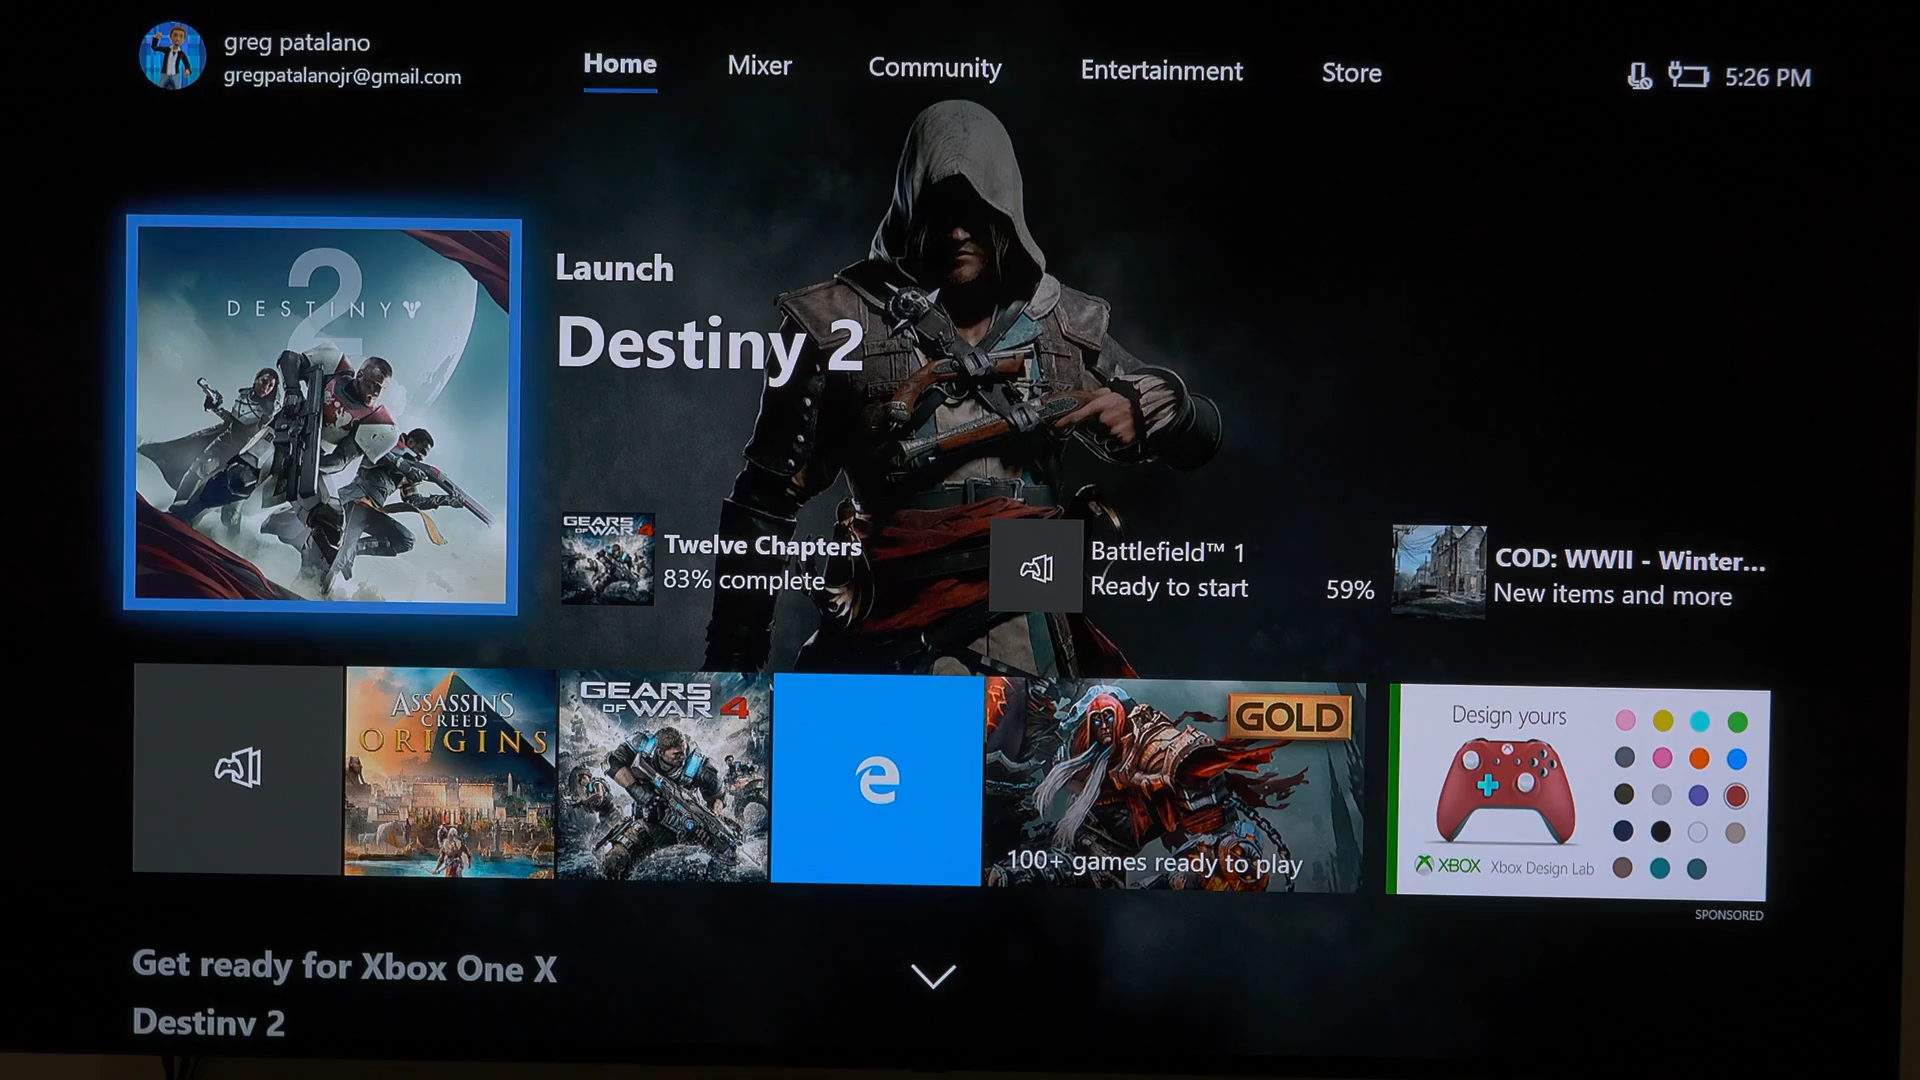 greg patalano
gregpatalanojr@gmail.com
Home
Mixer
Community
Entertainment
Store
5:26 PM
2
DESTINY
Launch
Destiny 2
GEARS
OF WAR 4
Twelve Chapters
83% complete
Battlefield™ 1
Ready to start
59%
COD: WWII - Winter...
New items and more
ASSASSIN'S
CREED
ORIGINS
GEARS
OF WAR 4
GOLD
100+ games ready to play
Design yours
XBOX Xbox Design Lab
SPONSORED
Get ready for Xbox One X
Destiny 2